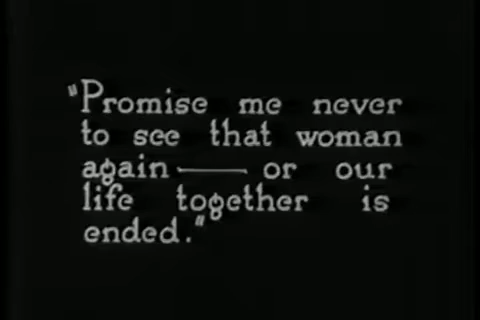 "Promise me never
to see that woman
again — or our
life together is
ended."